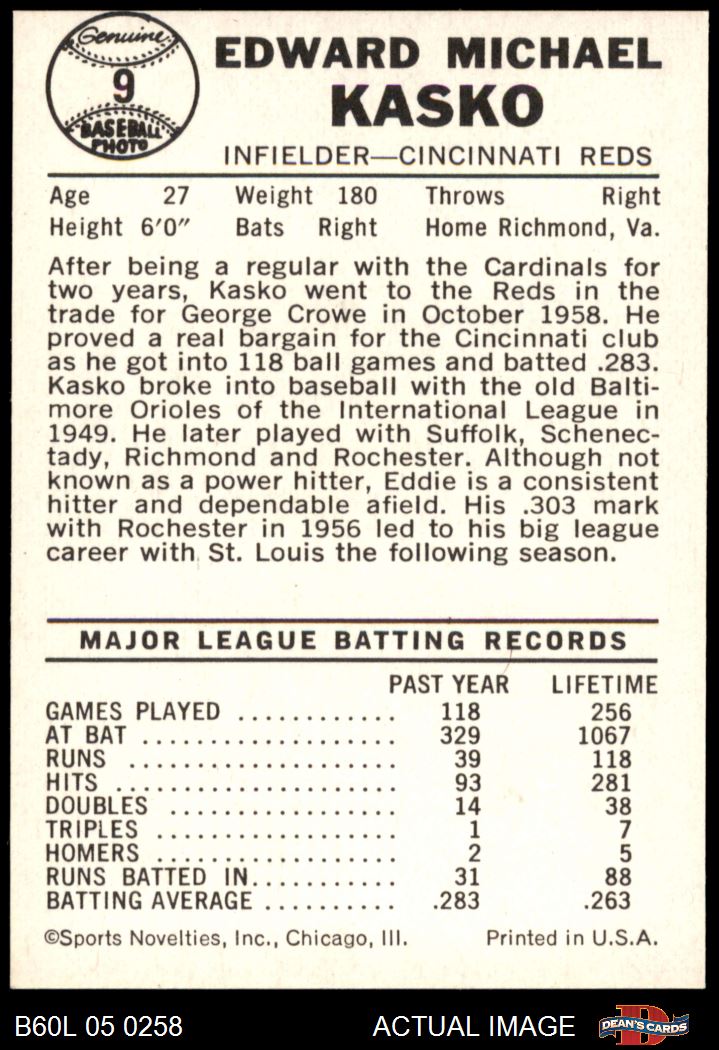 Genuine
9
BASEBALL
PHOTO
EDWARD MICHAEL
KASKO
INFIELDER—CINCINNATI REDS
Age 27 Weight 180 Throws Right
Height 6'0" Bats Right Home Richmond, Va.
After being a regular with the Cardinals for
two years, Kasko went to the Reds in the
trade for George Crowe in October 1958. He
proved a real bargain for the Cincinnati club
as he got into 118 ball games and batted .283.
Kasko broke into baseball with the old Balti-
more Orioles of the International League in
1949. He later played with Suffolk, Schenec-
tady, Richmond and Rochester. Although not
known as a power hitter, Eddie is a consistent
hitter and dependable afield. His .303 mark
with Rochester in 1956 led to his big league
career with St. Louis the following season.
MAJOR LEAGUE BATTING RECORDS
PAST YEAR LIFETIME
GAMES PLAYED ............ 118 256
AT BAT .................... 329 1067
RUNS ..................... 39 118
HITS ...................... 93 281
DOUBLES ................. 14 38
TRIPLES .................. 1 7
HOMERS .................. 2 5
RUNS BATTED IN........... 31 88
BATTING AVERAGE .......... .283 .263
©Sports Novelties, Inc., Chicago, Ill. Printed in U.S.A.
B60L 05 0258 ACTUAL IMAGE DEAN'S CARDS